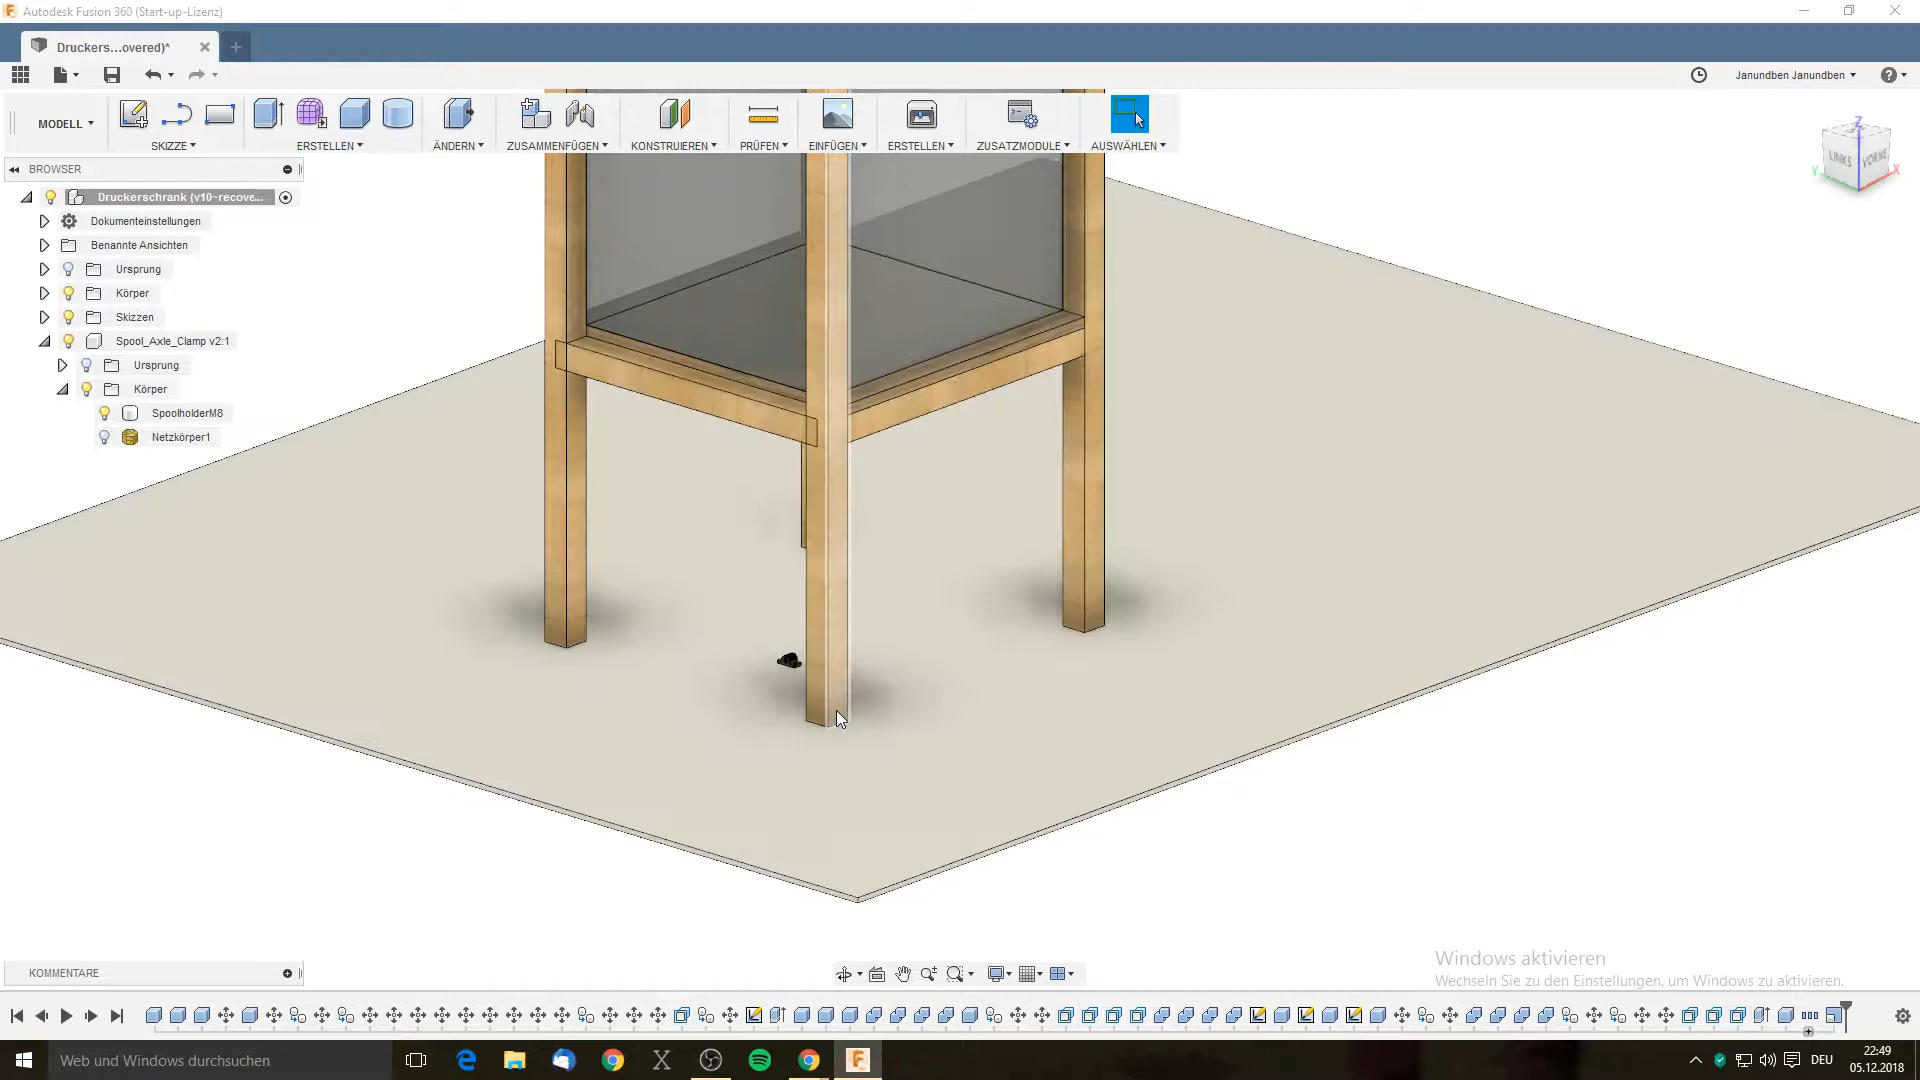 Autodesk Fusion 360 (Start-up-Lizenz)
Druckers...overed)*
Janundben Janundben
MODELL
SKIZZE
ERSTELLEN
ÄNDERN
ZUSAMMENFÜGEN
KONSTRUIEREN
PRÜFEN
EINFÜGEN
ERSTELLEN
ZUSATZMODULE
AUSWÄHLEN
Z
LINKS
VORNE
Y
X
BROWSER
Druckerschrank (v10~recove...
Dokumenteinstellungen
Benannte Ansichten
Ursprung
Körper
Skizzen
Spool_Axle_Clamp v2:1
Ursprung
Körper
SpoolholderM8
Netzkörper1
KOMMENTARE
Windows aktivieren
Wechseln Sie zu den Einstellungen, um Windows zu aktivieren.
Web und Windows durchsuchen
DEU
22:49
05.12.2018